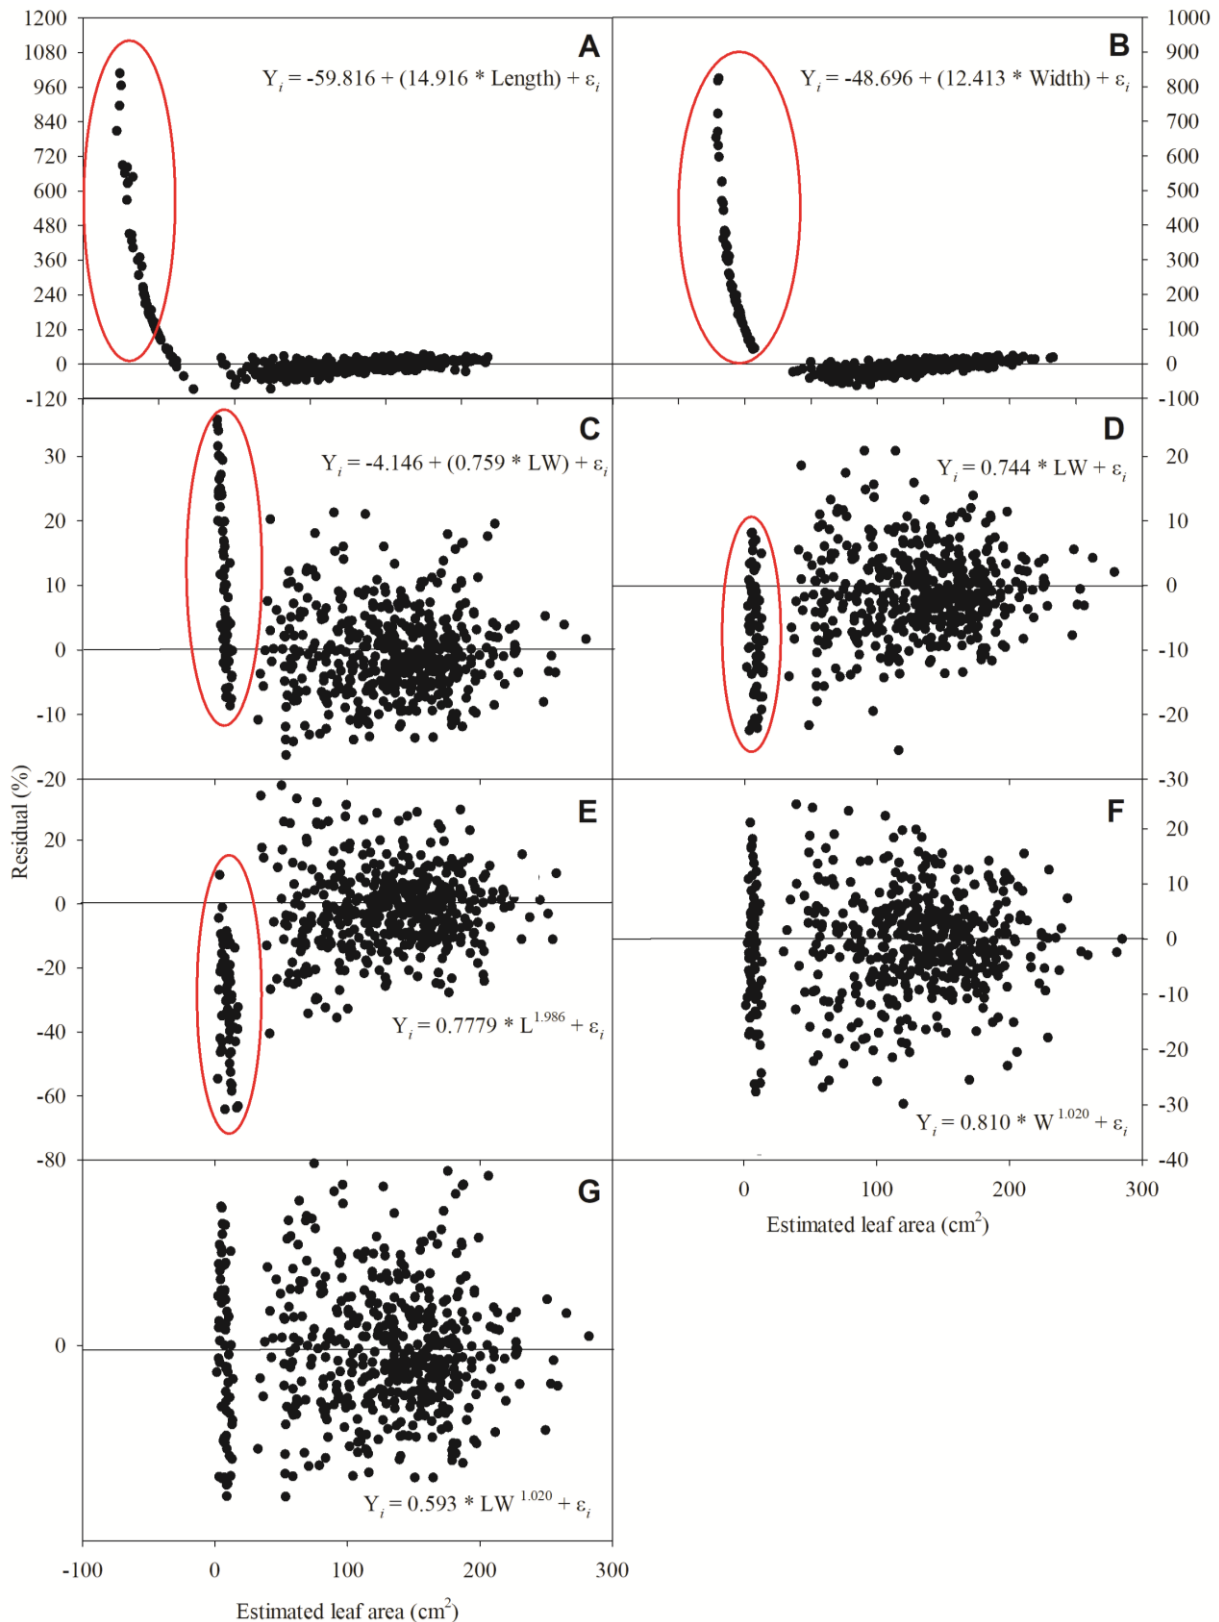 1200
1080
960
840
720
600
480
360
240
120
0
-120
A
Y_i = -59.816 + (14.916 * Length) + ε_i
1000
900
800
700
600
500
400
300
200
100
0
-100
B
Y_i = -48.696 + (12.413 * Width) + ε_i
30
20
10
0
-10
-20
C
Y_i = -4.146 + (0.759 * LW) + ε_i
20
10
0
-10
-20
-30
D
Y_i = 0.744 * LW + ε_i
Residual (%)
20
0
-20
-40
-60
-80
E
Y_i = 0.7779 * L^1.986 + ε_i
20
10
0
-10
-20
-30
-40
F
Y_i = 0.810 * W^1.020 + ε_i
0 100 200 300
Estimated leaf area (cm²)
0
G
Y_i = 0.593 * LW^1.020 + ε_i
-100 0 100 200 300
Estimated leaf area (cm²)